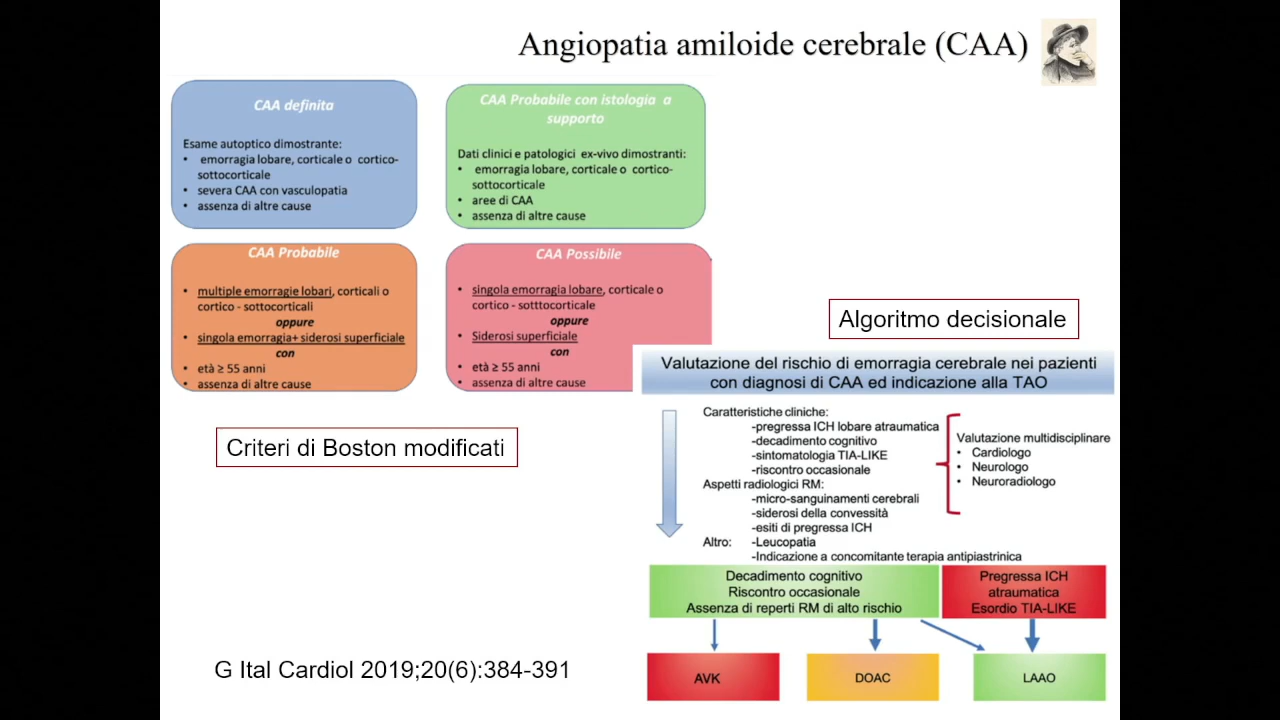 Angiopatia amiloide cerebrale (CAA)
CAA definita
Esame autoptico dimostrante:
• emorragia lobare, corticale o cortico-
sottocorticale
• severa CAA con vasculopatia
• assenza di altre cause
CAA Probabile con istologia a
supporto
Dati clinici e patologici ex-vivo dimostranti:
• emorragia lobare, corticale o cortico-
sottocorticale
• aree di CAA
• assenza di altre cause
CAA Probabile
• multiple emorragie lobari, corticali o
cortico - sottocorticali
oppure
• singola emorragia+ siderosi superficiale
con
• età ≥ 55 anni
• assenza di altre cause
CAA Possibile
• singola emorragia lobare, corticale o
cortico - sotttocorticale
oppure
• Siderosi superficiale
con
• età ≥ 55 anni
• assenza di altre cause
Criteri di Boston modificati
Algoritmo decisionale
Valutazione del rischio di emorragia cerebrale nei pazienti
con diagnosi di CAA ed indicazione alla TAO
Caratteristiche cliniche:
-pregressa ICH lobare atraumatica
-decadimento cognitivo
-sintomatologia TIA-LIKE
-riscontro occasionale
Aspetti radiologici RM:
-micro-sanguinamenti cerebrali
-siderosi della convessità
-esiti di pregressa ICH
Altro: -Leucopatia
-Indicazione a concomitante terapia antipiastrinica
Valutazione multidisciplinare
• Cardiologo
• Neurologo
• Neuroradiologo
Decadimento cognitivo
Riscontro occasionale
Assenza di reperti RM di alto rischio
Pregressa ICH
atraumatica
Esordio TIA-LIKE
AVK
DOAC
LAAO
G Ital Cardiol 2019;20(6):384-391